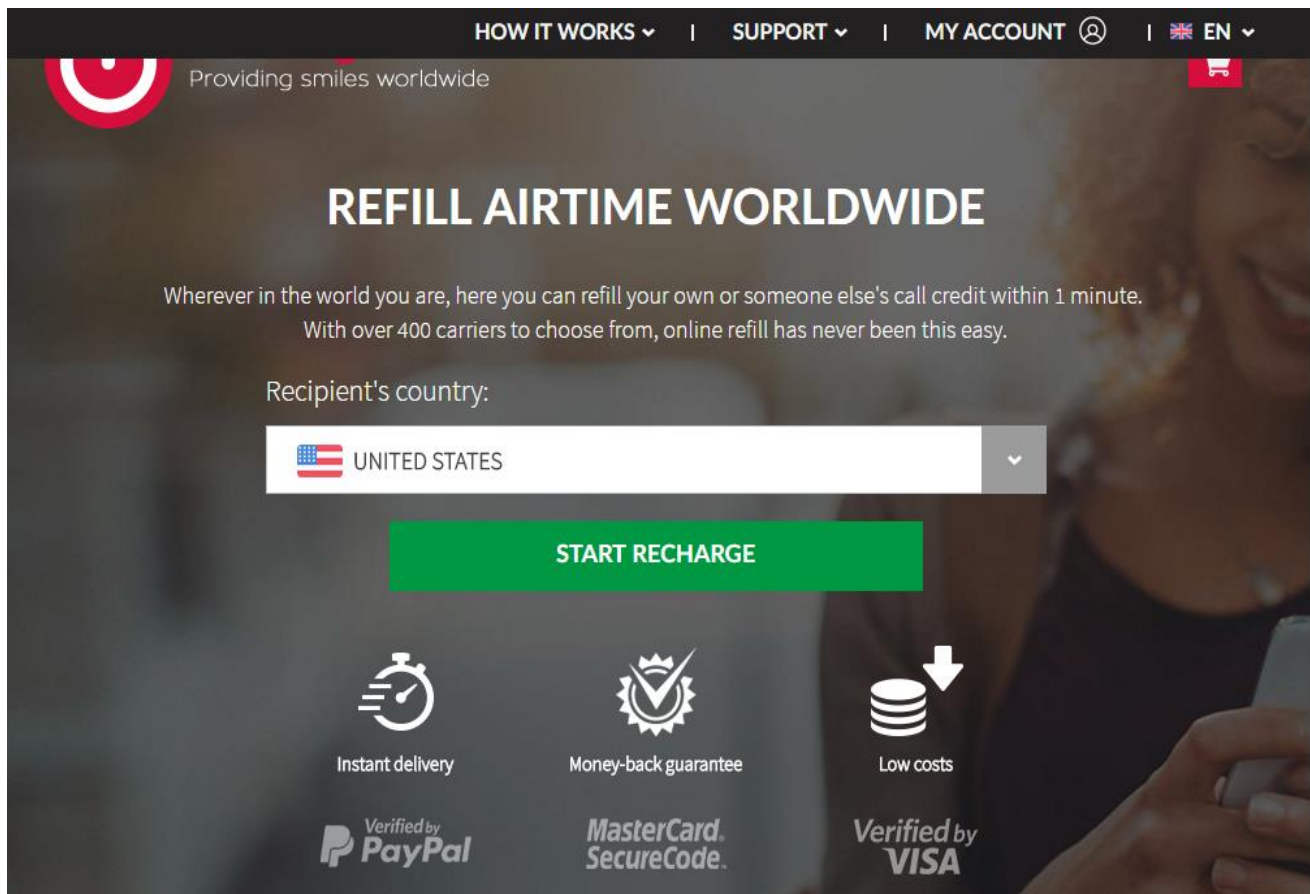 HOW IT WORKS | SUPPORT | MY ACCOUNT | EN
Providing smiles worldwide
REFILL AIRTIME WORLDWIDE
Wherever in the world you are, here you can refill your own or someone else's call credit within 1 minute.
With over 400 carriers to choose from, online refill has never been this easy.
Recipient's country:
UNITED STATES
START RECHARGE
Instant delivery
Money-back guarantee
Low costs
Verified by
PayPal
MasterCard.
SecureCode.
Verified by
VISA